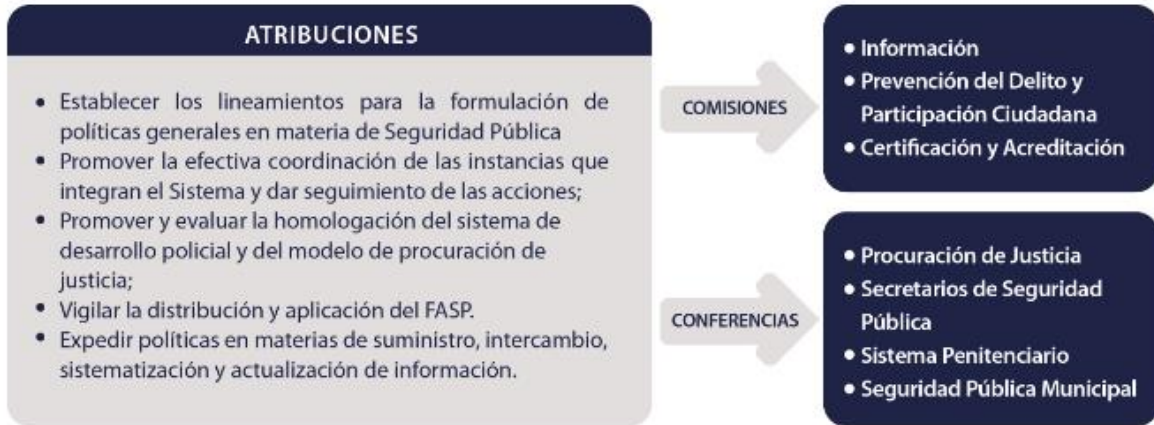 ATRIBUCIONES
• Establecer los lineamientos para la formulación de
políticas generales en materia de Seguridad Pública
• Promover la efectiva coordinación de las instancias que
integran el Sistema y dar seguimiento de las acciones;
• Promover y evaluar la homologación del sistema de
desarrollo policial y del modelo de procuración de
justicia;
• Vigilar la distribución y aplicación del FASP.
• Expedir políticas en materias de suministro, intercambio,
sistematización y actualización de información.
COMISIONES
• Información
• Prevención del Delito y
Participación Ciudadana
• Certificación y Acreditación
CONFERENCIAS
• Procuración de Justicia
• Secretarios de Seguridad
Pública
• Sistema Penitenciario
• Seguridad Pública Municipal